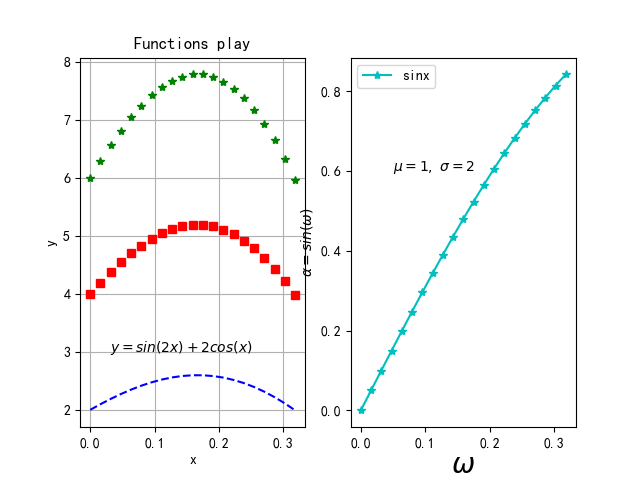 Functions play
8
7
6
5
4
3
2
y
y = sin(2x) + 2cos(x)
0.0 0.1 0.2 0.3
x
sinx
0.8
0.6
0.4
0.2
0.0
α = sin(ω)
μ = 1, σ = 2
0.0 0.1 0.2 0.3
ω